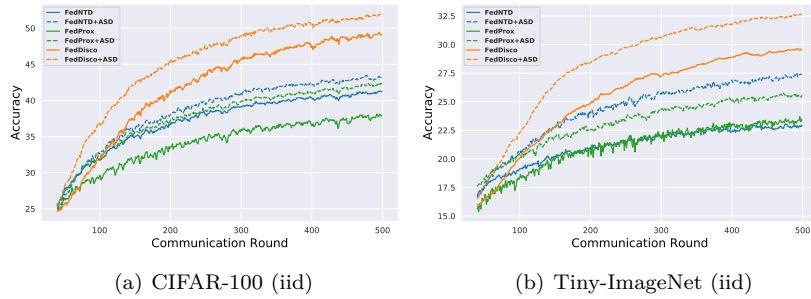 FedNTD
FedNTD+ASD
FedProx
FedProx+ASD
FedDisco
FedDisco+ASD
50
45
40
35
30
25
Accuracy
100 200 300 400 500
Communication Round
(a) CIFAR-100 (iid)
FedNTD
FedNTD+ASD
FedProx
FedProx+ASD
FedDisco
FedDisco+ASD
32.5
30.0
27.5
25.0
22.5
20.0
17.5
15.0
Accuracy
100 200 300 400 500
Communication Round
(b) Tiny-ImageNet (iid)